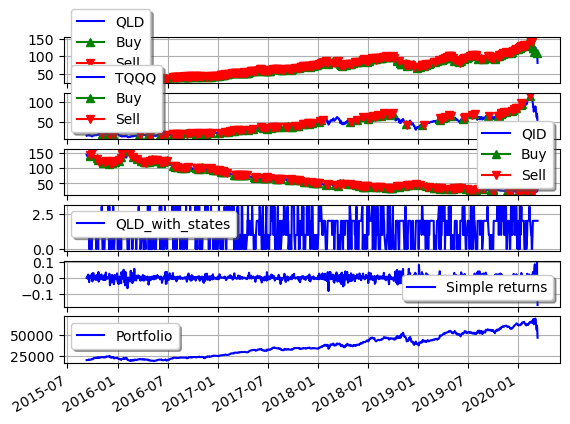 QLD
Buy
Sell
150
100
50
TQQQ
Buy
Sell
100
50
QID
Buy
Sell
150
100
50
QLD_with_states
2.5
0.0
Simple returns
0.1
0.0
−0.1
Portfolio
50000
25000
2015-07 2016-01 2016-07 2017-01 2017-07 2018-01 2018-07 2019-01 2019-07 2020-01